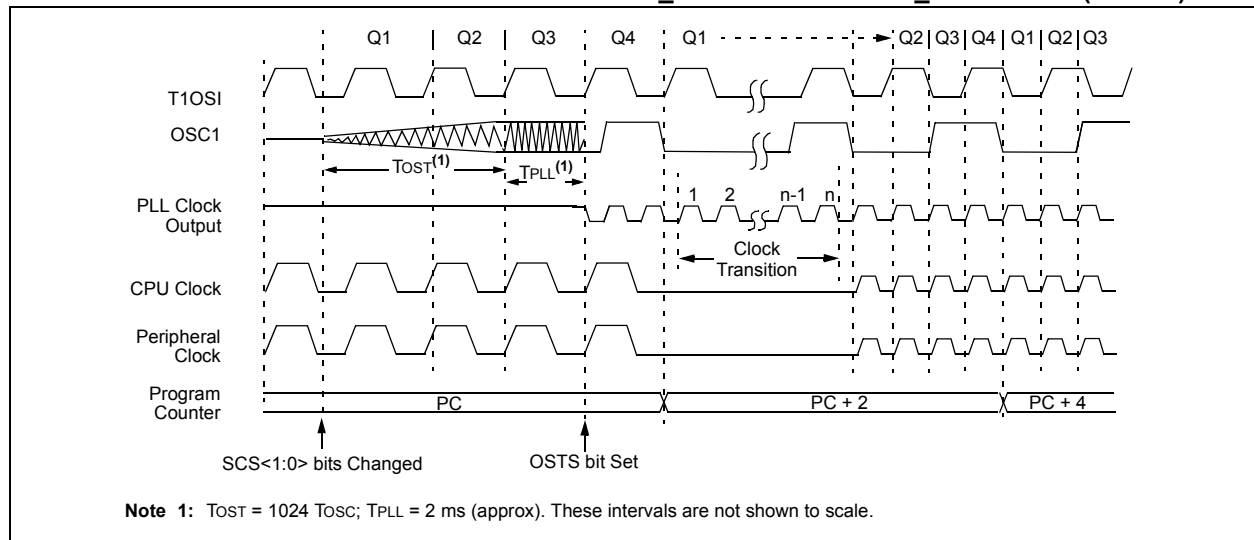 Q1 Q2 Q3 Q4 Q1 Q2 Q3 Q4 Q1 Q2 Q3
T1OSI
OSC1
TOST(1) TPLL(1)
PLL Clock
Output
1 2 n-1 n
Clock
Transition
CPU Clock
Peripheral
Clock
Program
Counter
PC PC + 2 PC + 4
SCS<1:0> bits Changed OSTS bit Set
Note 1: TOST = 1024 TOSC; TPLL = 2 ms (approx). These intervals are not shown to scale.